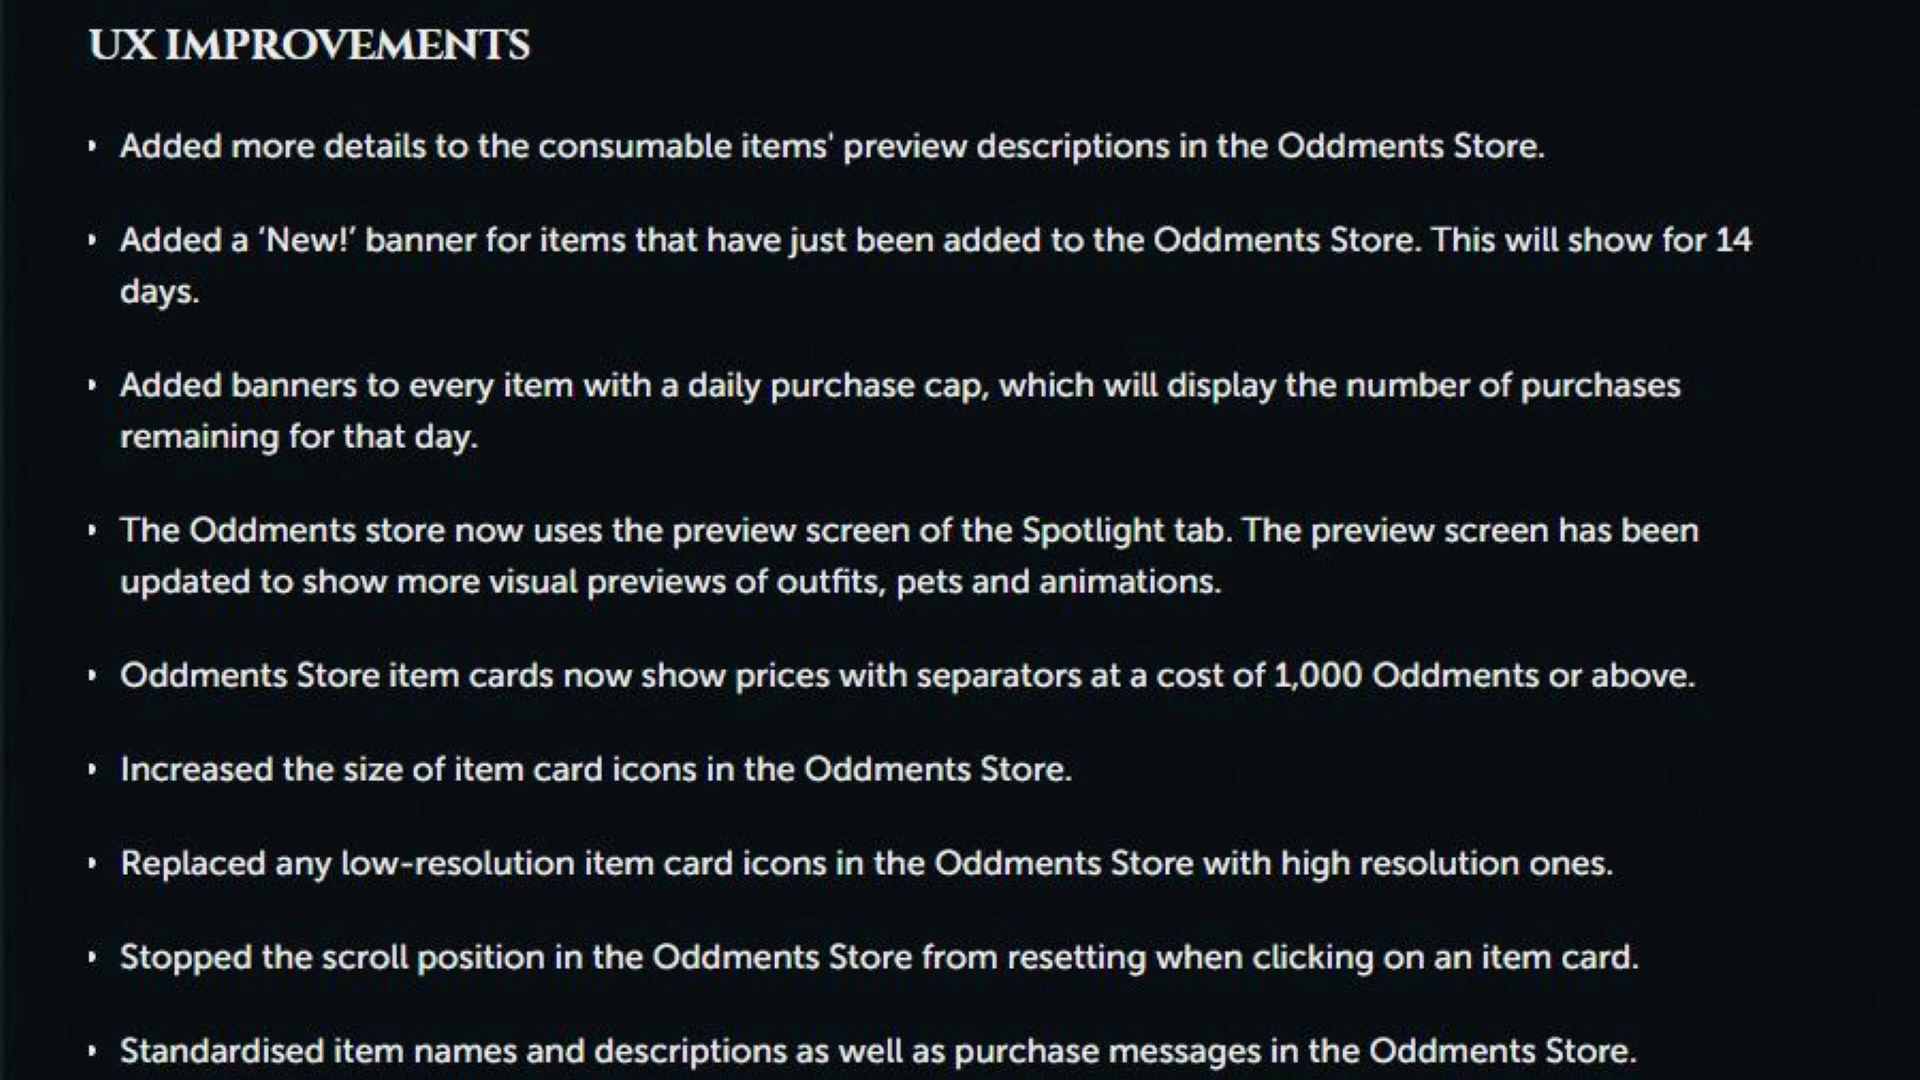 UX IMPROVEMENTS
• Added more details to the consumable items' preview descriptions in the Oddments Store.
• Added a ‘New!’ banner for items that have just been added to the Oddments Store. This will show for 14
days.
• Added banners to every item with a daily purchase cap, which will display the number of purchases
remaining for that day.
• The Oddments store now uses the preview screen of the Spotlight tab. The preview screen has been
updated to show more visual previews of outfits, pets and animations.
• Oddments Store item cards now show prices with separators at a cost of 1,000 Oddments or above.
• Increased the size of item card icons in the Oddments Store.
• Replaced any low-resolution item card icons in the Oddments Store with high resolution ones.
• Stopped the scroll position in the Oddments Store from resetting when clicking on an item card.
• Standardised item names and descriptions as well as purchase messages in the Oddments Store.